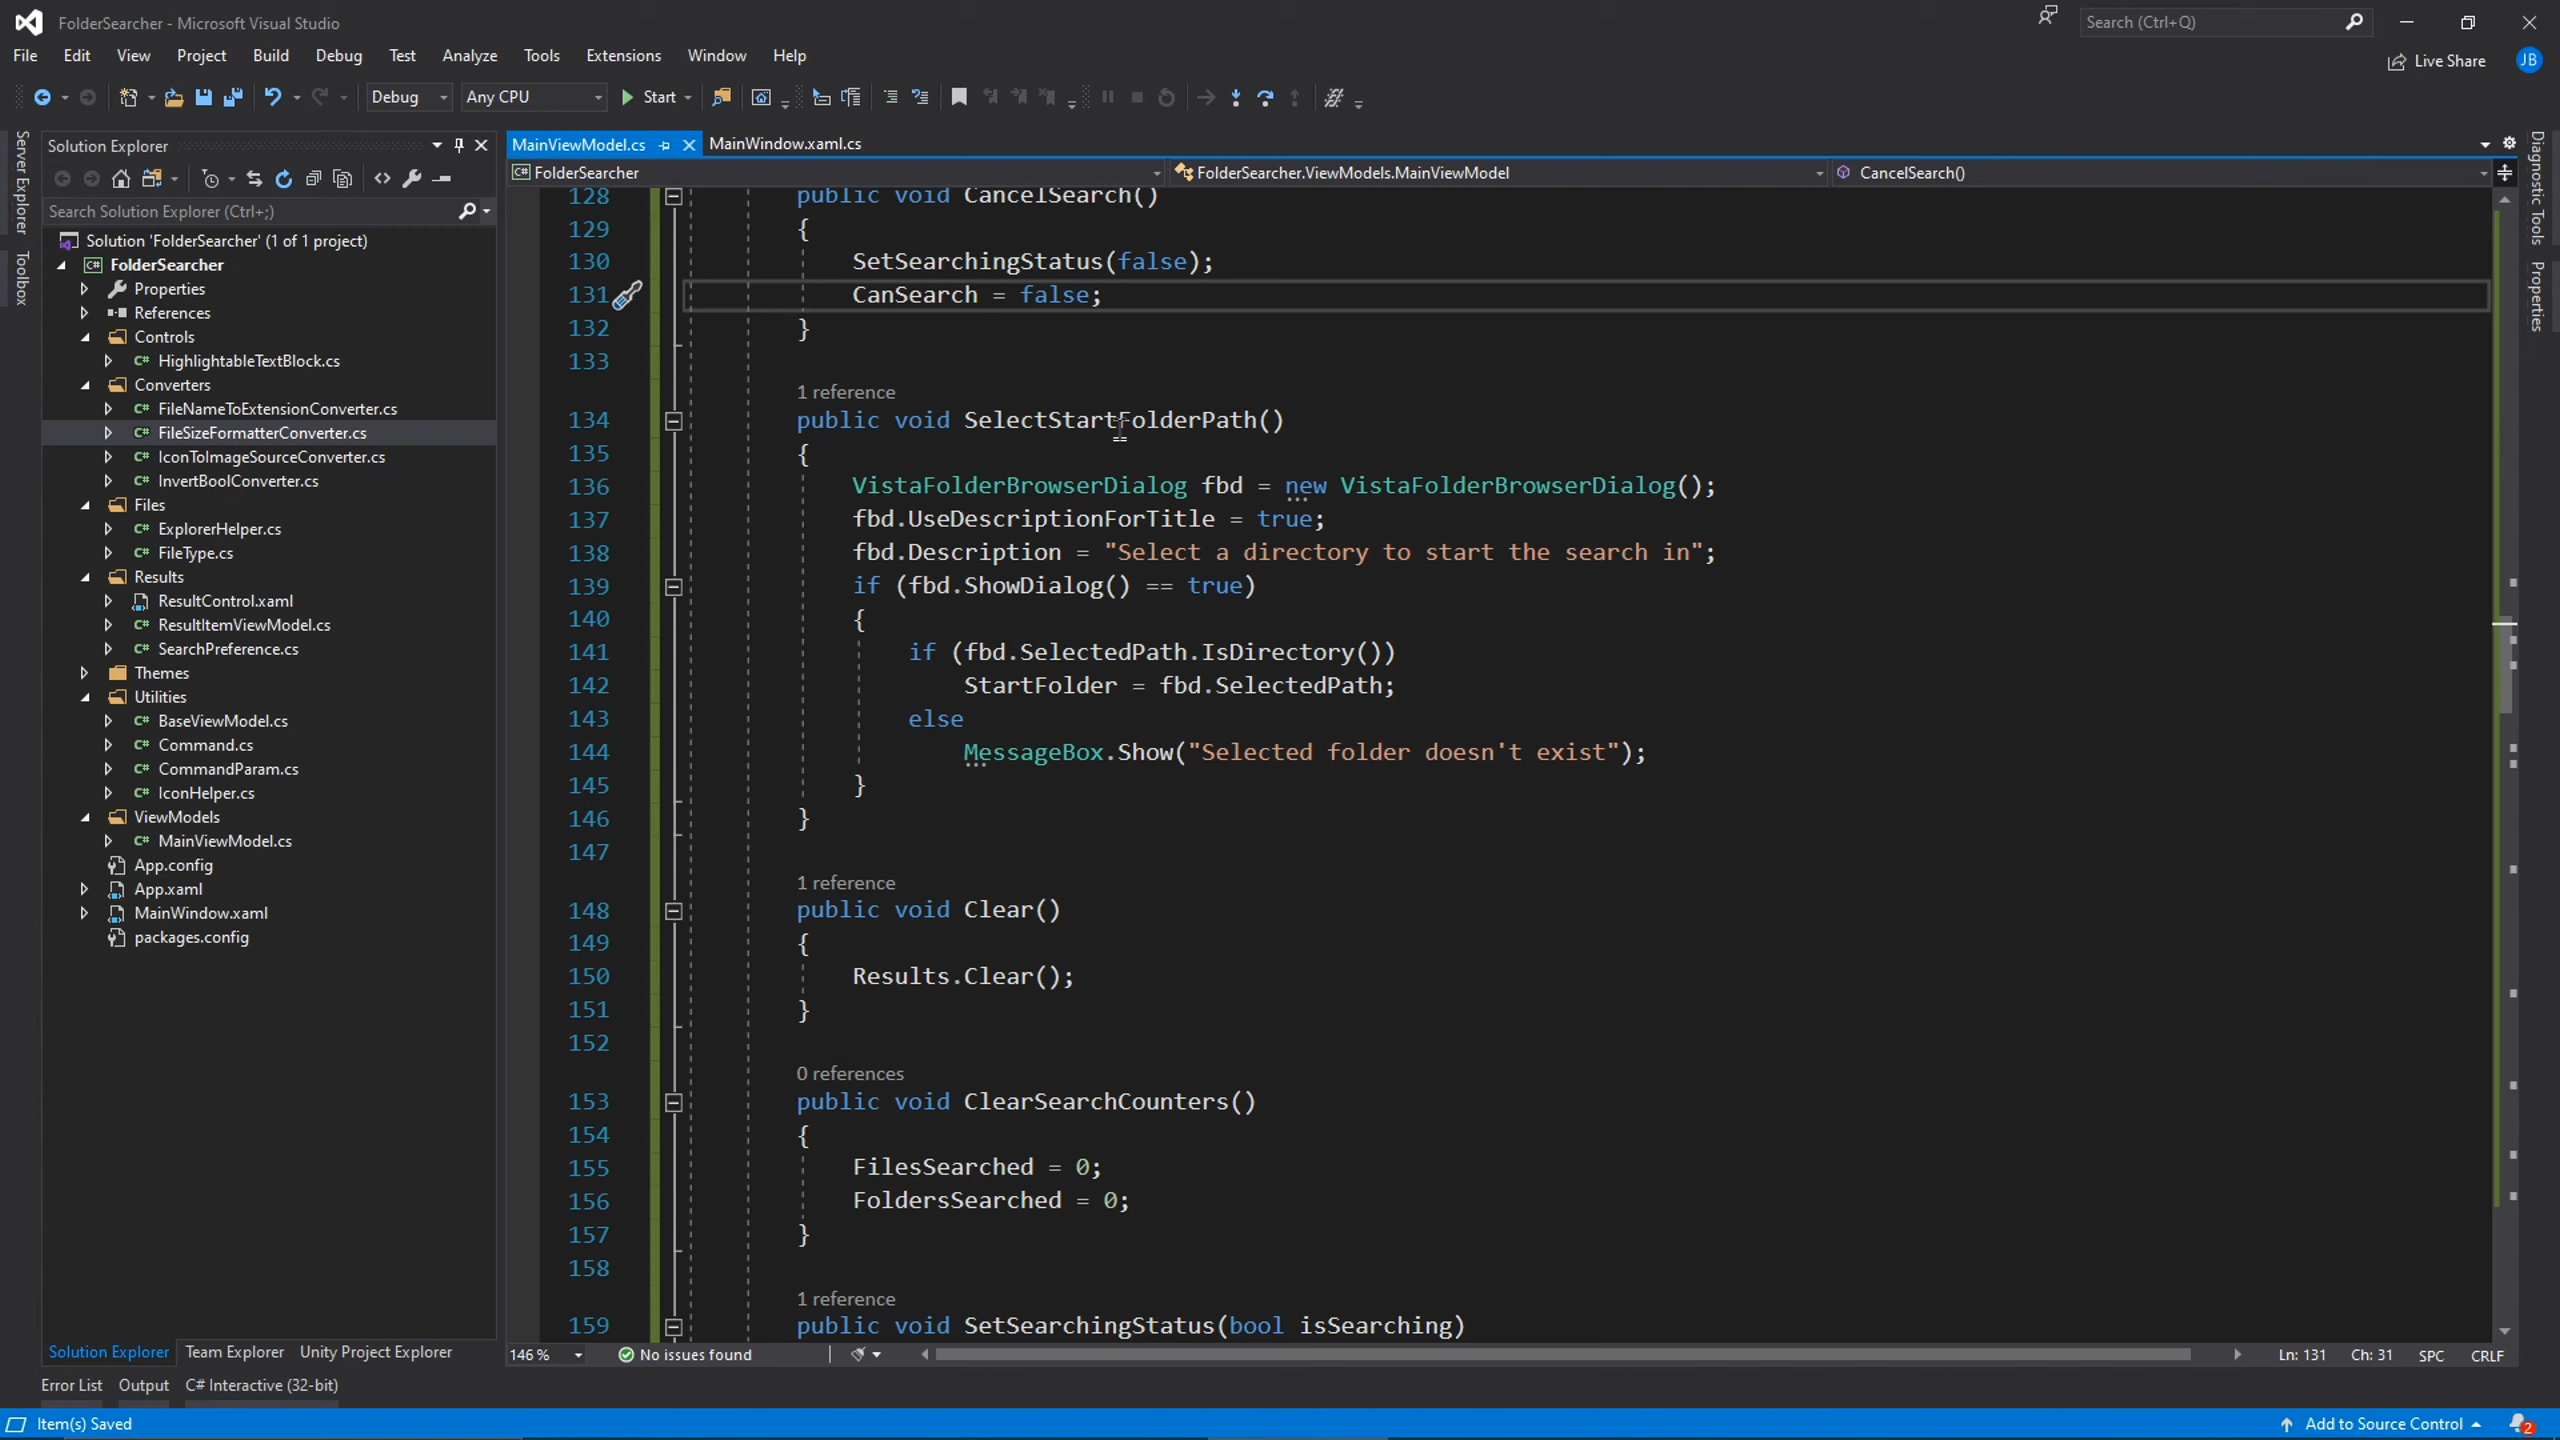 FolderSearcher - Microsoft Visual Studio
Search (Ctrl+Q)
File Edit View Project Build Debug Test Analyze Tools Extensions Window Help
Live Share JB
Debug Any CPU Start
Server Explorer
Toolbox
Solution Explorer
Search Solution Explorer (Ctrl+;)
Solution 'FolderSearcher' (1 of 1 project)
FolderSearcher
Properties
References
Controls
HighlightableTextBlock.cs
Converters
FileNameToExtensionConverter.cs
FileSizeFormatterConverter.cs
IconToImageSourceConverter.cs
InvertBoolConverter.cs
Files
ExplorerHelper.cs
FileType.cs
Results
ResultControl.xaml
ResultItemViewModel.cs
SearchPreference.cs
Themes
Utilities
BaseViewModel.cs
Command.cs
CommandParam.cs
IconHelper.cs
ViewModels
MainViewModel.cs
App.config
App.xaml
MainWindow.xaml
packages.config
Solution Explorer Team Explorer Unity Project Explorer
MainViewModel.cs MainWindow.xaml.cs
FolderSearcher FolderSearcher.ViewModels.MainViewModel CancelSearch()
128 public void CancelSearch()
129 {
130 SetSearchingStatus(false);
131 CanSearch = false;
132 }
133
1 reference
134 public void SelectStartFolderPath()
135 {
136 VistaFolderBrowserDialog fbd = new VistaFolderBrowserDialog();
137 fbd.UseDescriptionForTitle = true;
138 fbd.Description = "Select a directory to start the search in";
139 if (fbd.ShowDialog() == true)
140 {
141 if (fbd.SelectedPath.IsDirectory())
142 StartFolder = fbd.SelectedPath;
143 else
144 MessageBox.Show("Selected folder doesn't exist");
145 }
146 }
147
1 reference
148 public void Clear()
149 {
150 Results.Clear();
151 }
152
0 references
153 public void ClearSearchCounters()
154 {
155 FilesSearched = 0;
156 FoldersSearched = 0;
157 }
158
1 reference
159 public void SetSearchingStatus(bool isSearching)
146 % No issues found Ln: 131 Ch: 31 SPC CRLF
Diagnostic Tools
Properties
Error List Output C# Interactive (32-bit)
Item(s) Saved Add to Source Control 2